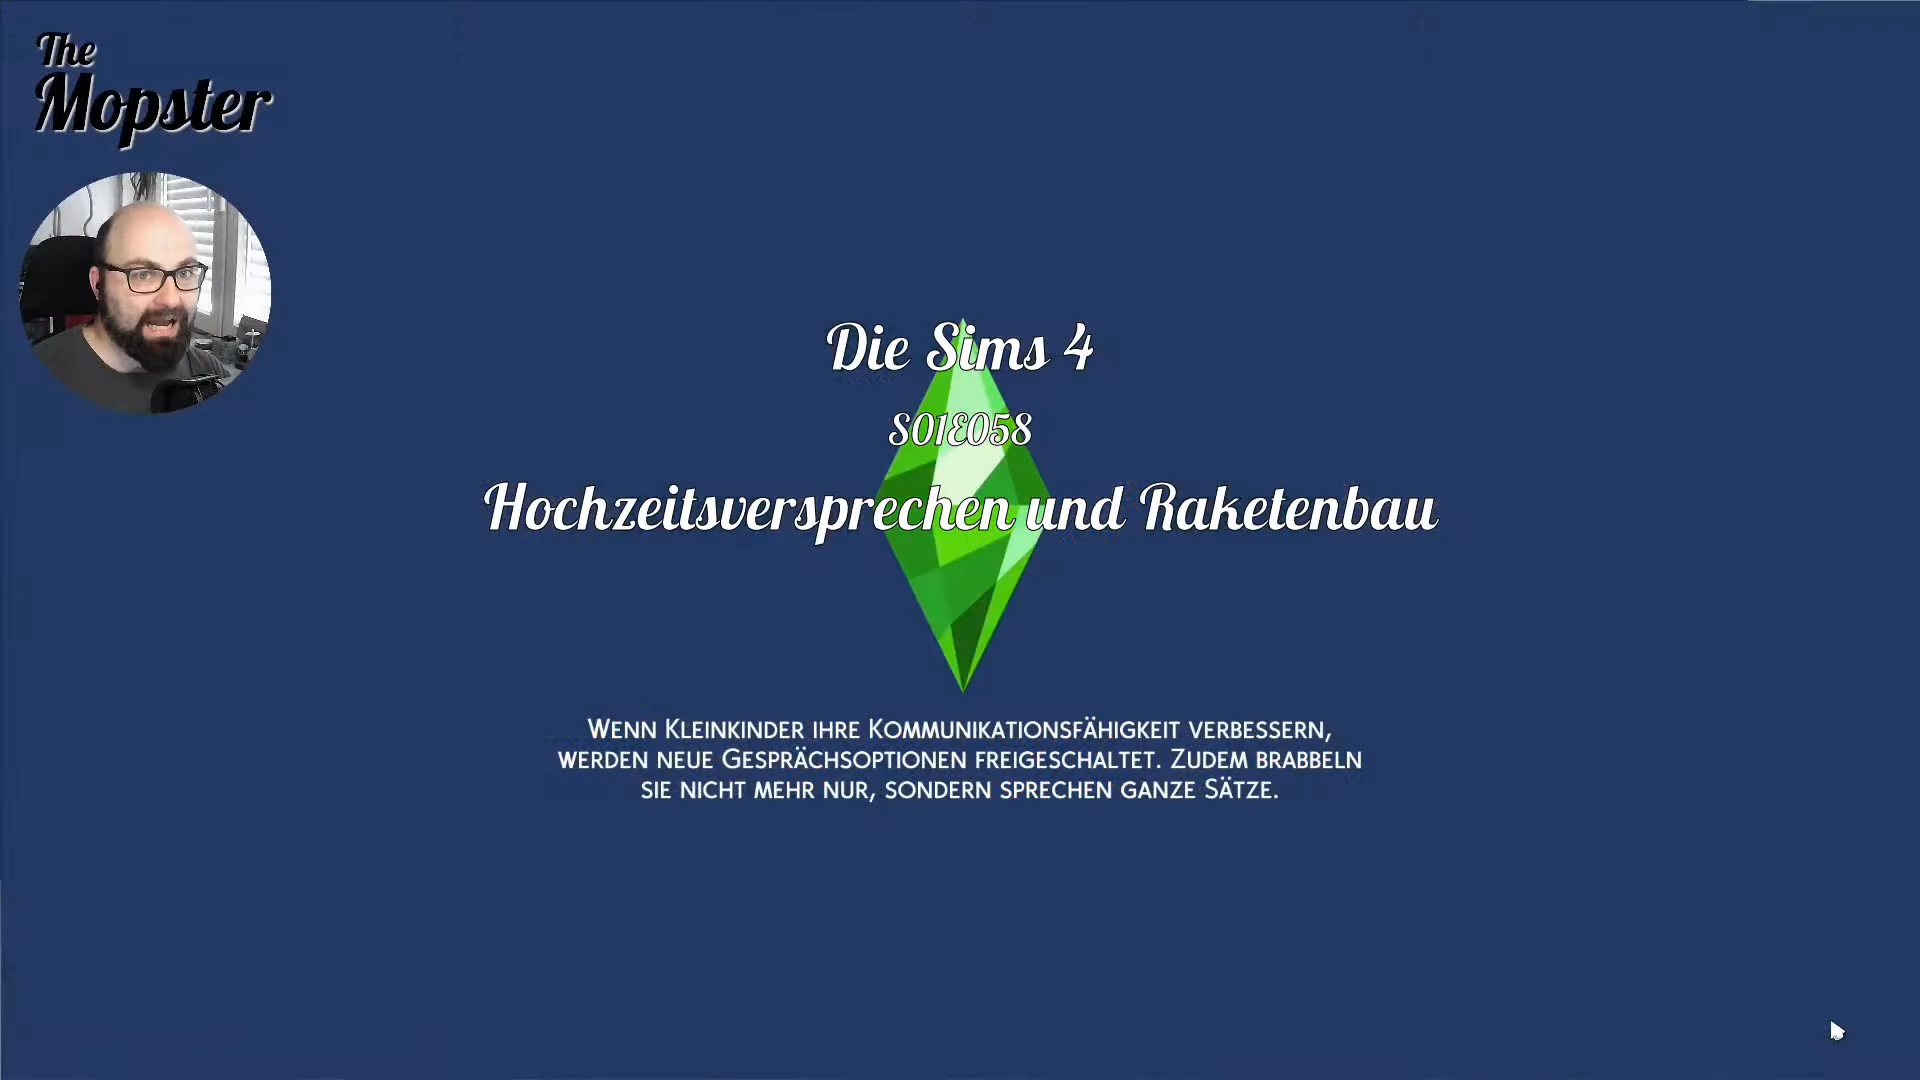 The
Mopster
Die Sims 4
S01E058
Hochzeitsversprechen und Raketenbau
Wenn Kleinkinder ihre Kommunikationsfähigkeit verbessern,
werden neue Gesprächsoptionen freigeschaltet. Zudem brabbeln
sie nicht mehr nur, sondern sprechen ganze Sätze.